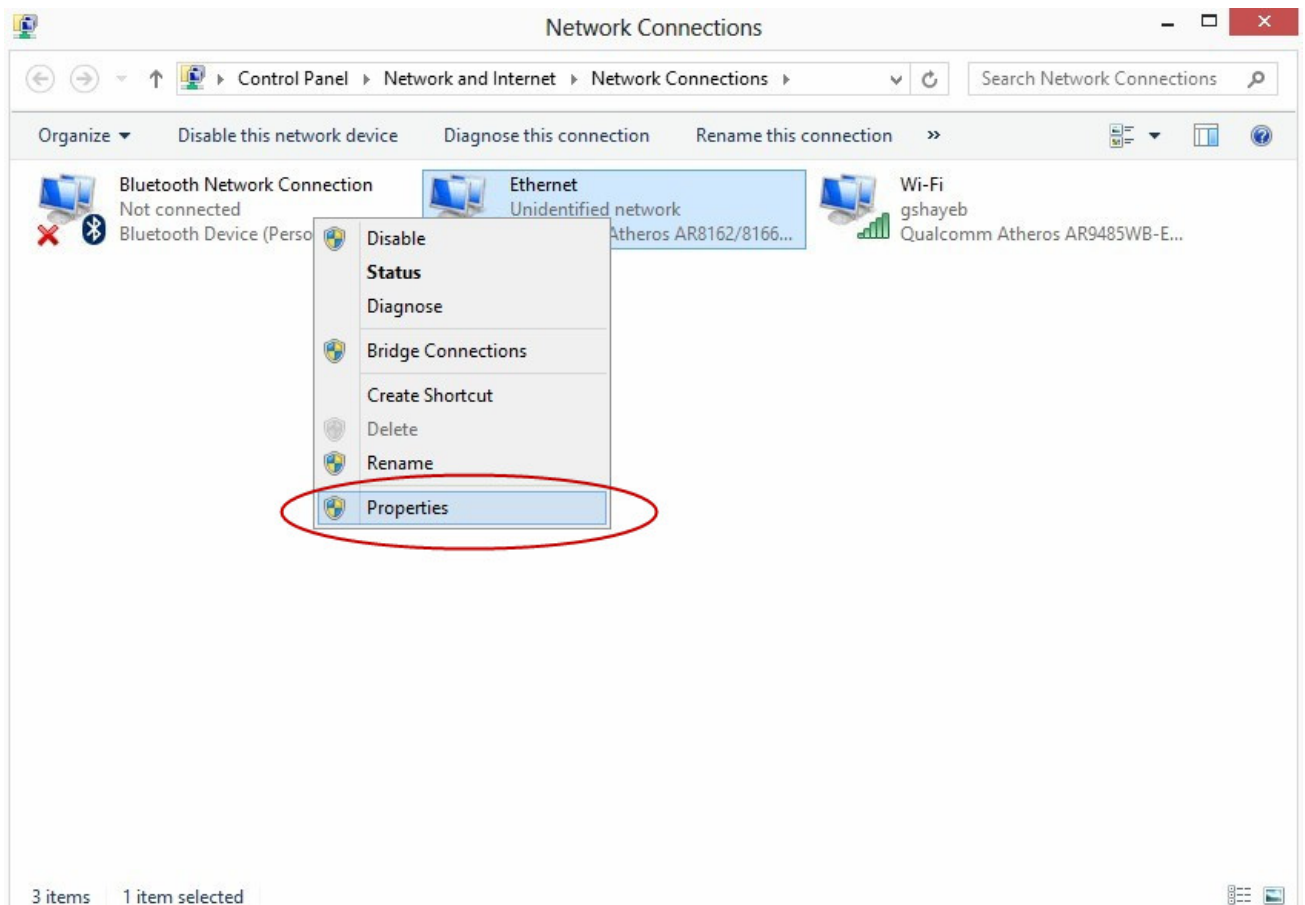 Network Connections
Control Panel Network and Internet Network Connections
Search Network Connections
Organize Disable this network device Diagnose this connection Rename this connection »
Bluetooth Network Connection
Not connected
Bluetooth Device (Perso
Ethernet
Unidentified network
Atheros AR8162/8166...
Wi-Fi
gshayeb
Qualcomm Atheros AR9485WB-E...
Disable
Status
Diagnose
Bridge Connections
Create Shortcut
Delete
Rename
Properties
3 items 1 item selected